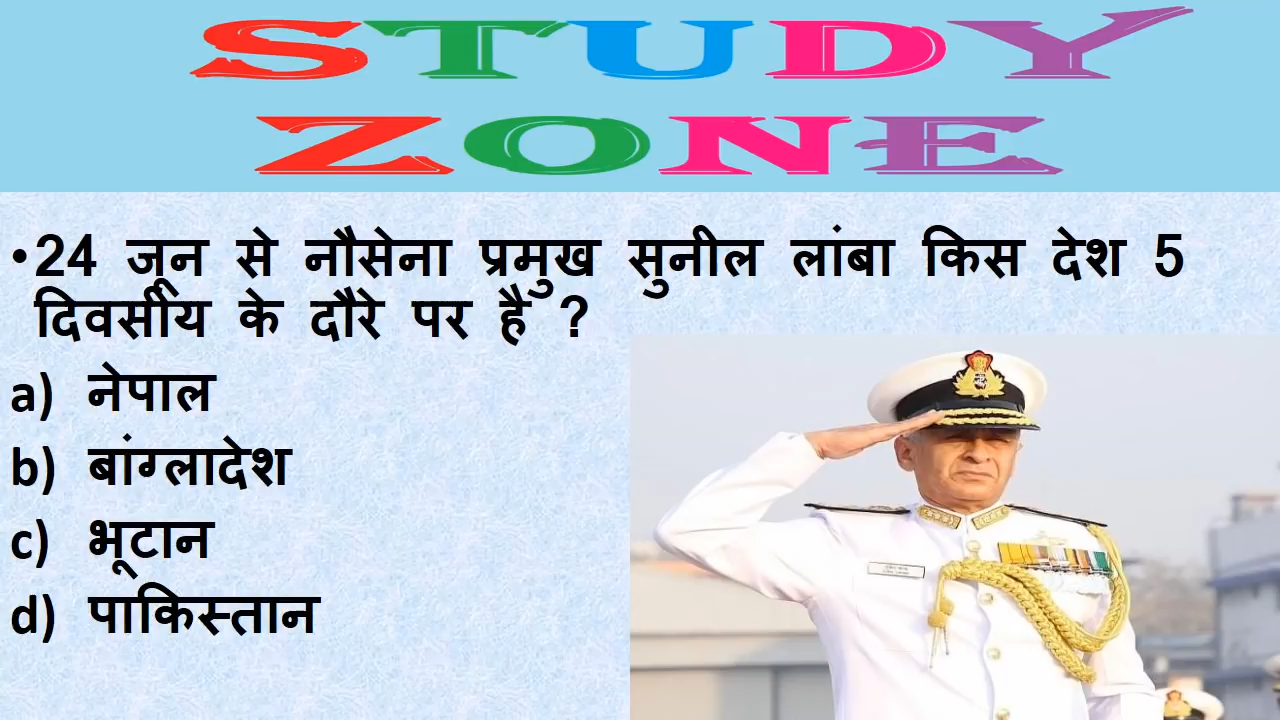 STUDY
ZONE
•24 जून से नौसेना प्रमुख सुनील लांबा किस देश 5
दिवसीय के दौरे पर है ?
a) नेपाल
b) बांग्लादेश
c) भूटान
d) पाकिस्तान